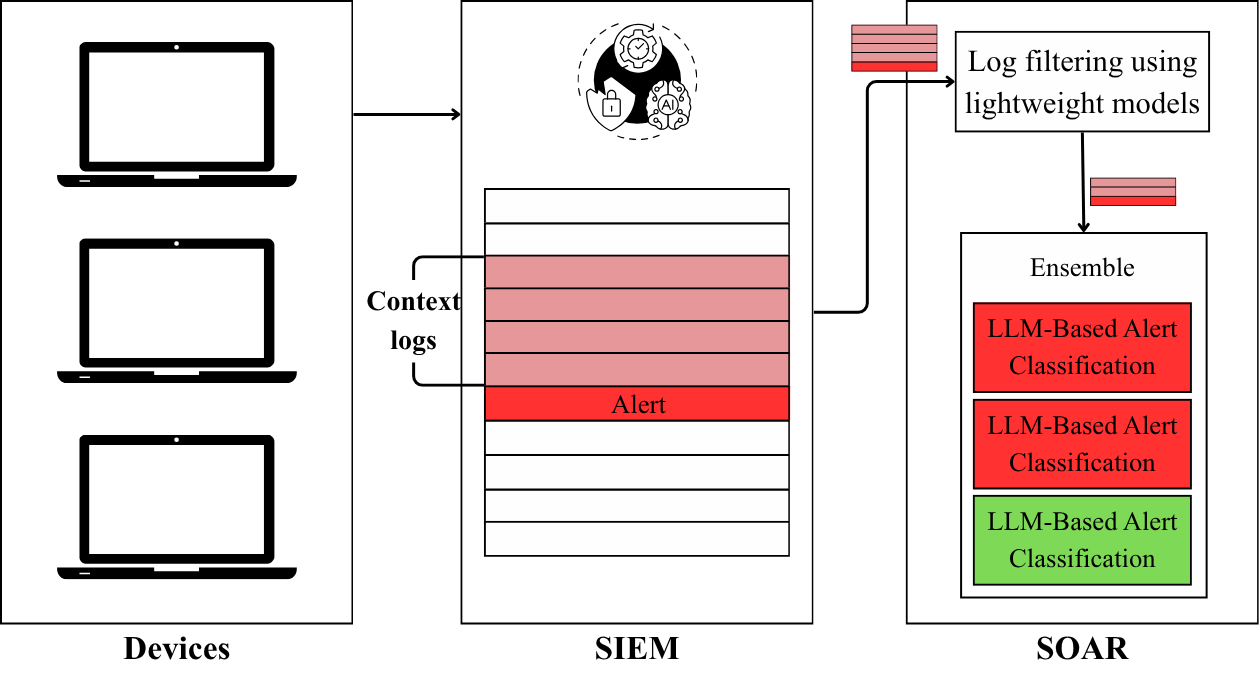 AI
Context
logs
Alert
Log filtering using
lightweight models
Ensemble
LLM-Based Alert
Classification
LLM-Based Alert
Classification
LLM-Based Alert
Classification
Devices
SIEM
SOAR